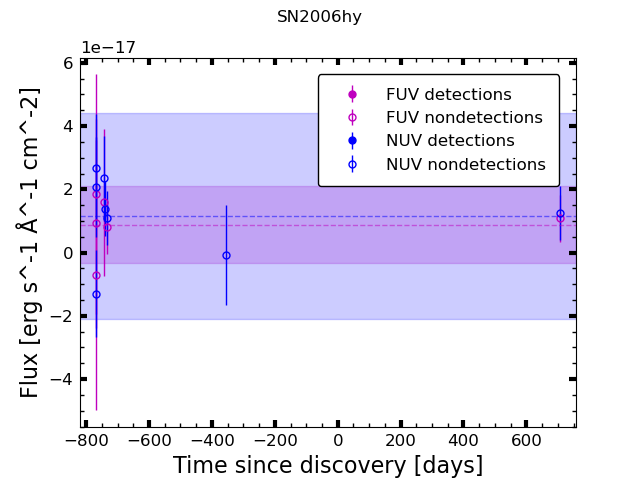 SN2006hy
1e−17
6
4
2
0
−2
−4
Flux [erg s^-1 Å^-1 cm^-2]
FUV detections
FUV nondetections
NUV detections
NUV nondetections
−800 −600 −400 −200 0 200 400 600
Time since discovery [days]